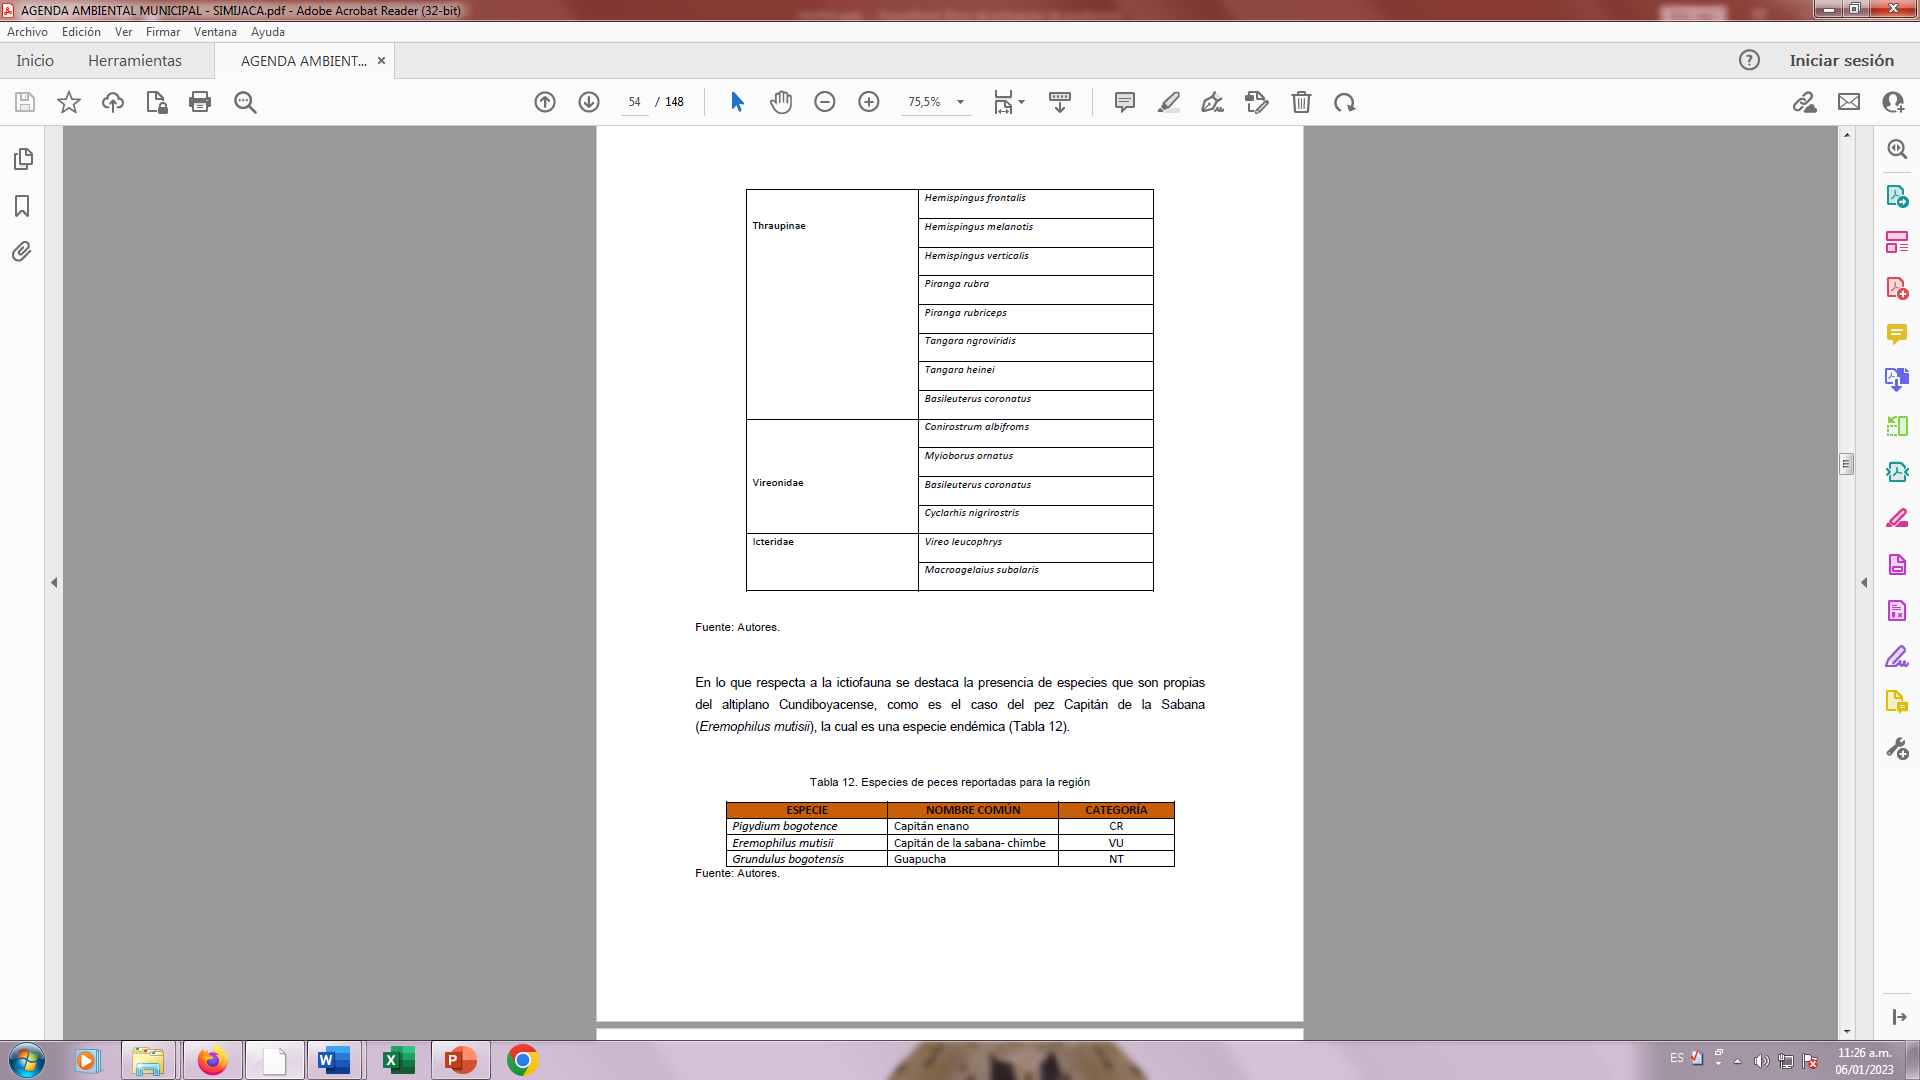 AGENDA AMBIENTAL MUNICIPAL - SIMIJACA.pdf - Adobe Acrobat Reader (32-bit)
Archivo Edición Ver Firmar Ventana Ayuda
Inicio Herramientas AGENDA AMBIENT... × Iniciar sesión
54 / 148 75,5%
Thraupinae
Hemispingus frontalis
Hemispingus melanotis
Hemispingus verticalis
Piranga rubra
Piranga rubriceps
Tangara ngroviridis
Tangara heinei
Basileuterus coronatus
Vireonidae
Conirostrum albifroms
Myioborus ornatus
Basileuterus coronatus
Cyclarhis nigrirostris
Icteridae
Vireo leucophrys
Macroagelaius subalaris
Fuente: Autores.
En lo que respecta a la ictiofauna se destaca la presencia de especies que son propias
del altiplano Cundiboyacense, como es el caso del pez Capitán de la Sabana
(Eremophilus mutisii), la cual es una especie endémica (Tabla 12).
Tabla 12. Especies de peces reportadas para la región
ESPECIE NOMBRE COMÚN CATEGORÍA
Pigydium bogotence Capitán enano CR
Eremophilus mutisii Capitán de la sabana- chimbe VU
Grundulus bogotensis Guapucha NT
Fuente: Autores.
ES
11:26 a.m.
06/01/2023